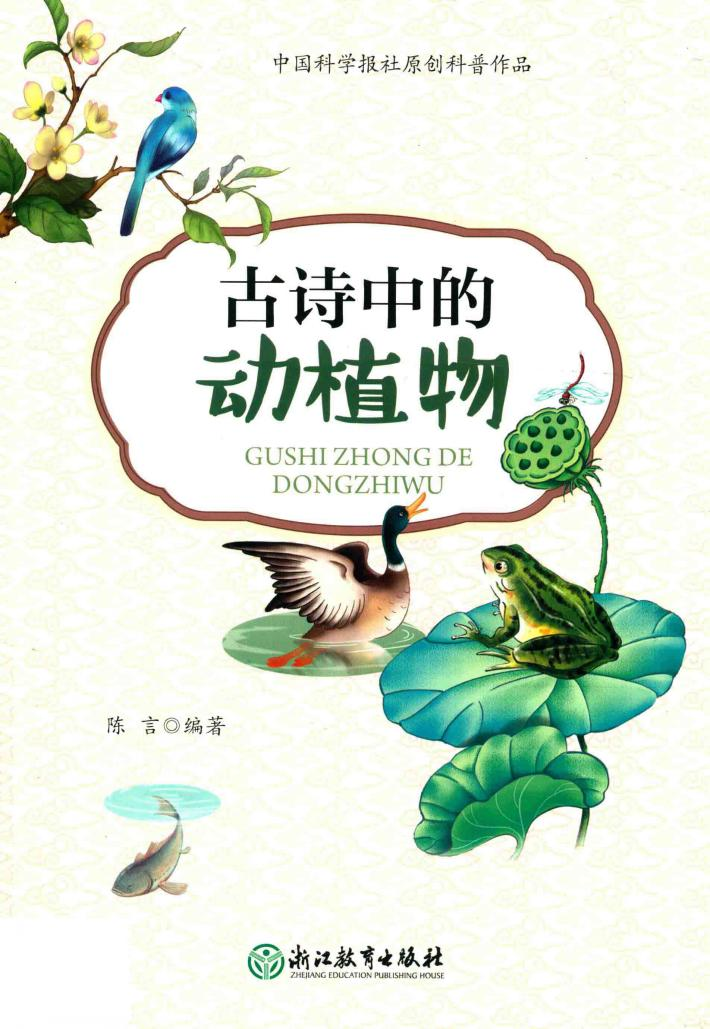 中国科学报社原创科普作品
古诗中的
动植物
GUSHI ZHONG DE
DONGZHIWU
陈 言◎编著
浙江教育出版社
ZHEJIANG EDUCATION PUBLISHING HOUSE